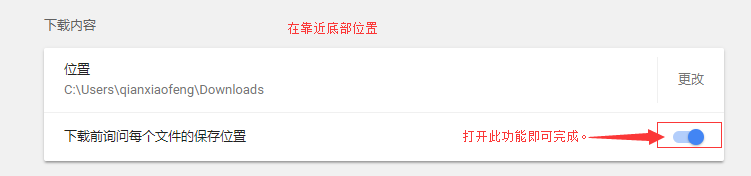 下载内容
在靠近底部位置
位置
C:\Users\qianxiaofeng\Downloads
更改
下载前询问每个文件的保存位置
打开此功能即可完成。